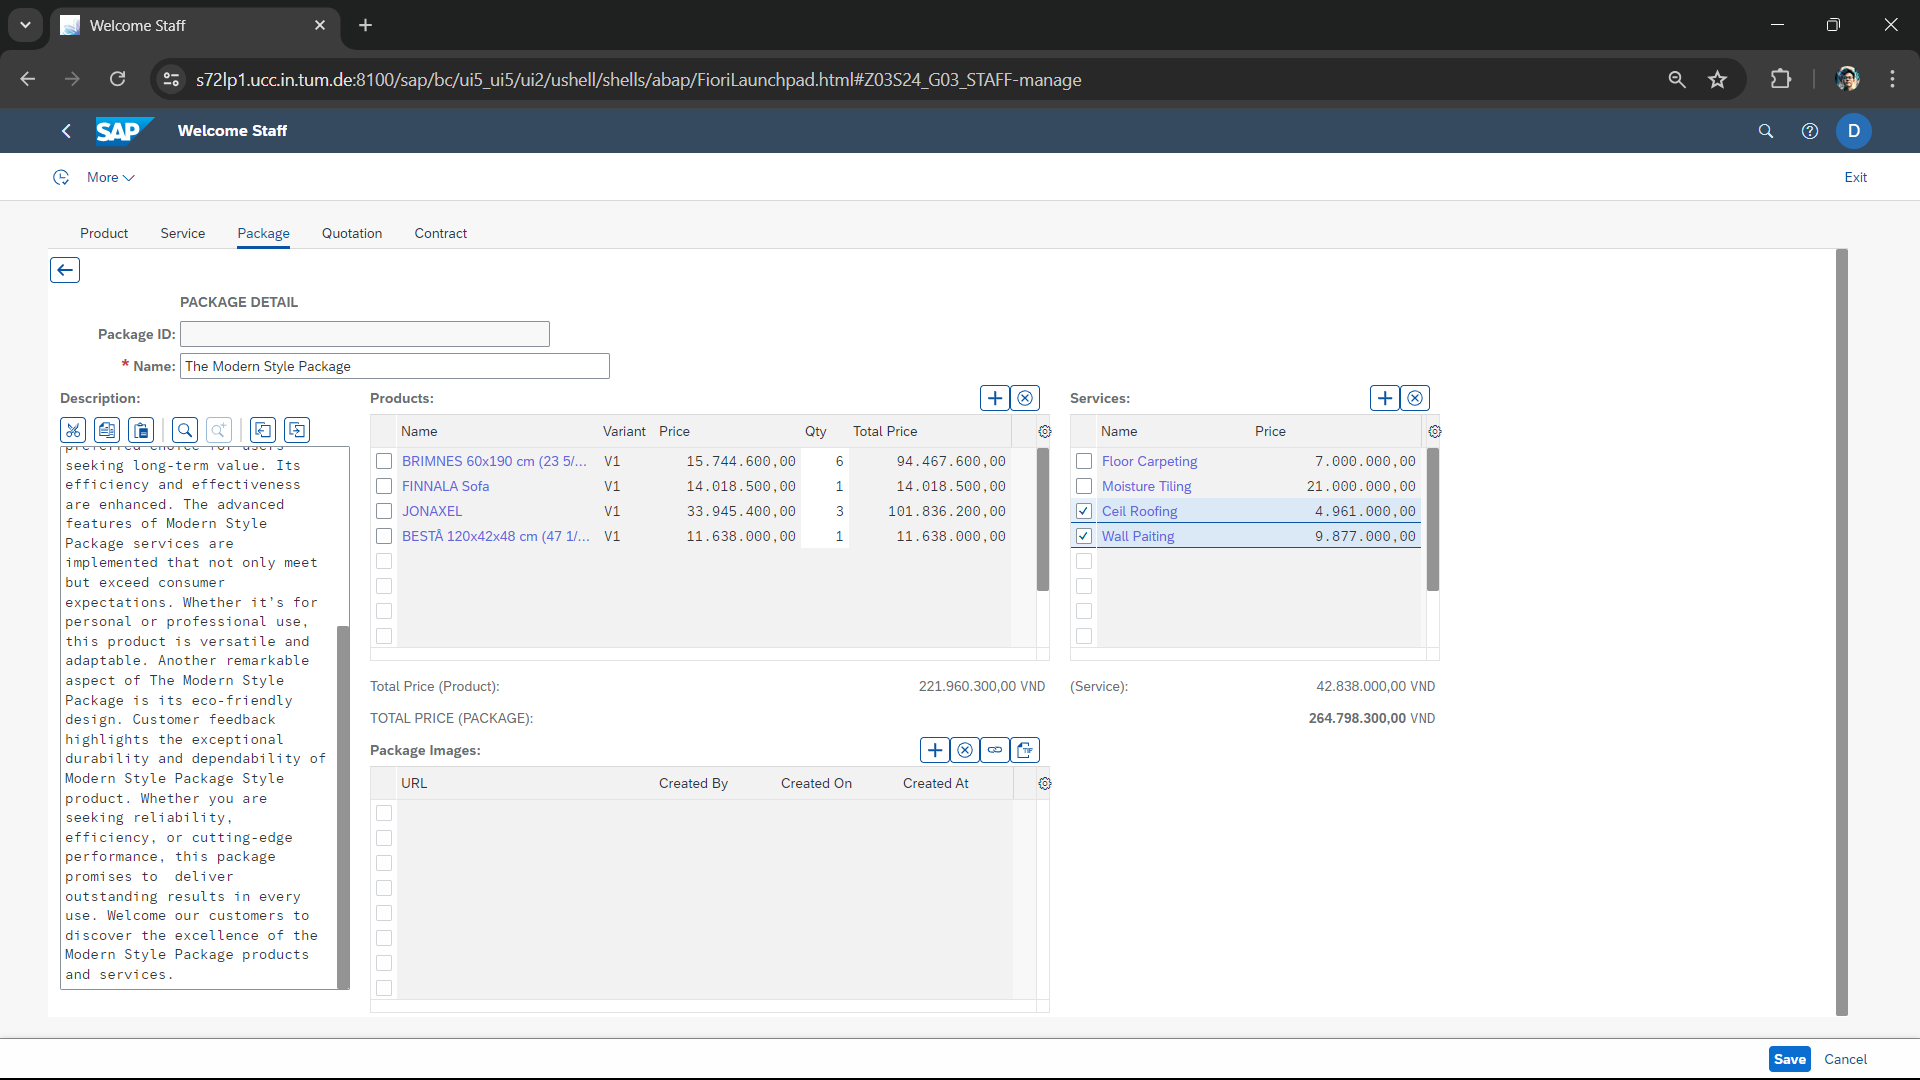 Welcome Staff
s72lp1.ucc.in.tum.de:8100/sap/bc/ui5_ui5/ui2/ushell/shells/abap/FioriLaunchpad.html#Z03S24_G03_STAFF-manage
SAP Welcome Staff D
More Exit
Product Service Package Quotation Contract
PACKAGE DETAIL
Package ID:
* Name: The Modern Style Package
Description:
seeking long-term value. Its
efficiency and effectiveness
are enhanced. The advanced
features of Modern Style
Package services are
implemented that not only meet
but exceed consumer
expectations. Whether it’s for
personal or professional use,
this product is versatile and
adaptable. Another remarkable
aspect of The Modern Style
Package is its eco-friendly
design. Customer feedback
highlights the exceptional
durability and dependability of
Modern Style Package Style
product. Whether you are
seeking reliability,
efficiency, or cutting-edge
performance, this package
promises to  deliver
outstanding results in every
use. Welcome our customers to
discover the excellence of the
Modern Style Package products
and services.
Products:
Name Variant Price Qty Total Price
BRIMNES 60x190 cm (23 5/... V1 15.744.600,00 6 94.467.600,00
FINNALA Sofa V1 14.018.500,00 1 14.018.500,00
JONAXEL V1 33.945.400,00 3 101.836.200,00
BESTÅ 120x42x48 cm (47 1/... V1 11.638.000,00 1 11.638.000,00
Services:
Name Price
Floor Carpeting 7.000.000,00
Moisture Tiling 21.000.000,00
Ceil Roofing 4.961.000,00
Wall Paiting 9.877.000,00
Total Price (Product): 221.960.300,00 VND (Service): 42.838.000,00 VND
TOTAL PRICE (PACKAGE): 264.798.300,00 VND
Package Images:
URL Created By Created On Created At
Save Cancel